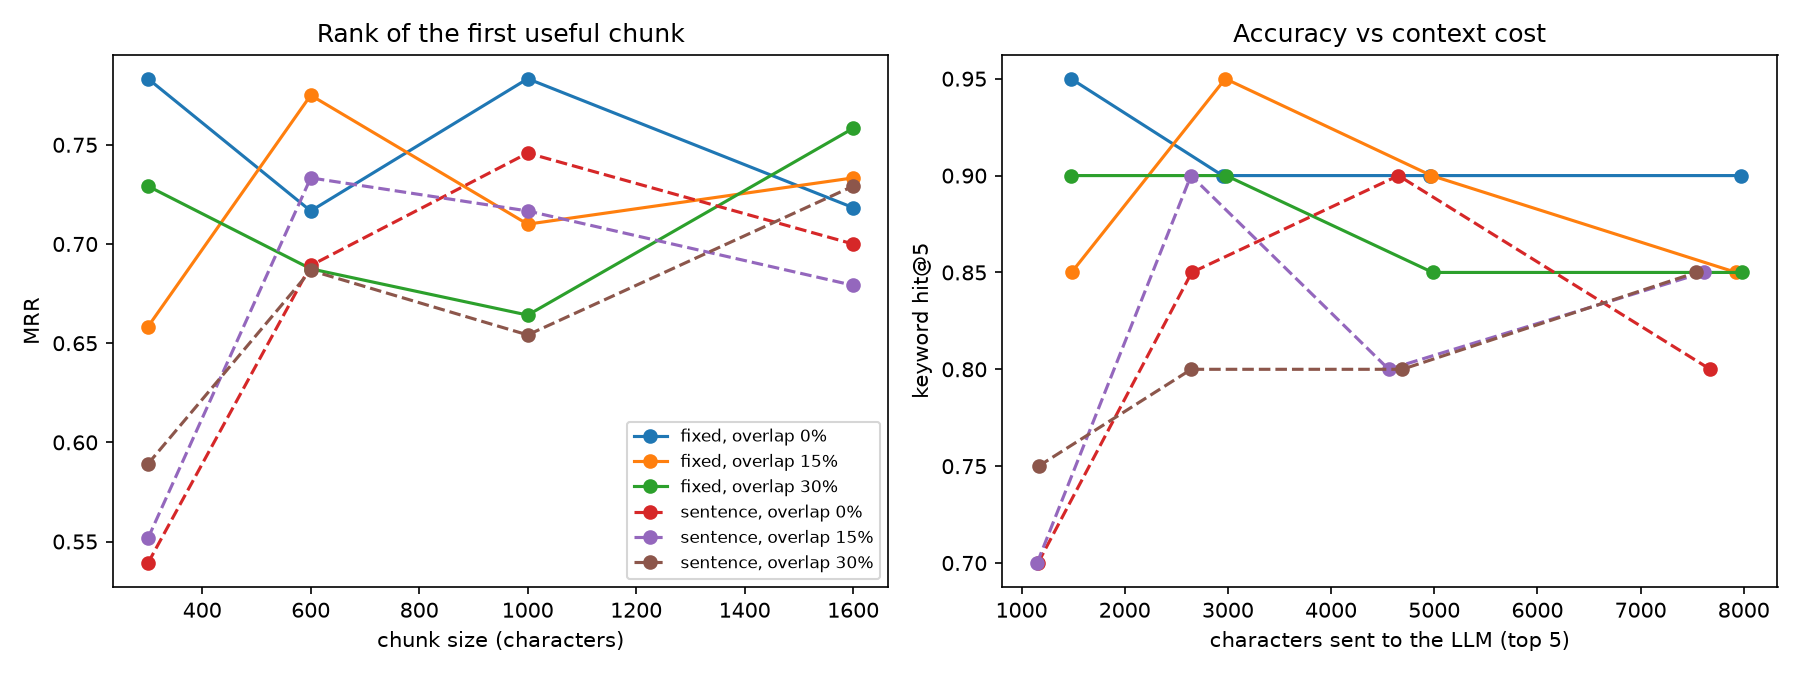 Rank of the first useful chunk
MRR
0.75
0.70
0.65
0.60
0.55
400 600 800 1000 1200 1400 1600
chunk size (characters)
fixed, overlap 0%
fixed, overlap 15%
fixed, overlap 30%
sentence, overlap 0%
sentence, overlap 15%
sentence, overlap 30%
Accuracy vs context cost
keyword hit@5
0.95
0.90
0.85
0.80
0.75
0.70
1000 2000 3000 4000 5000 6000 7000 8000
characters sent to the LLM (top 5)